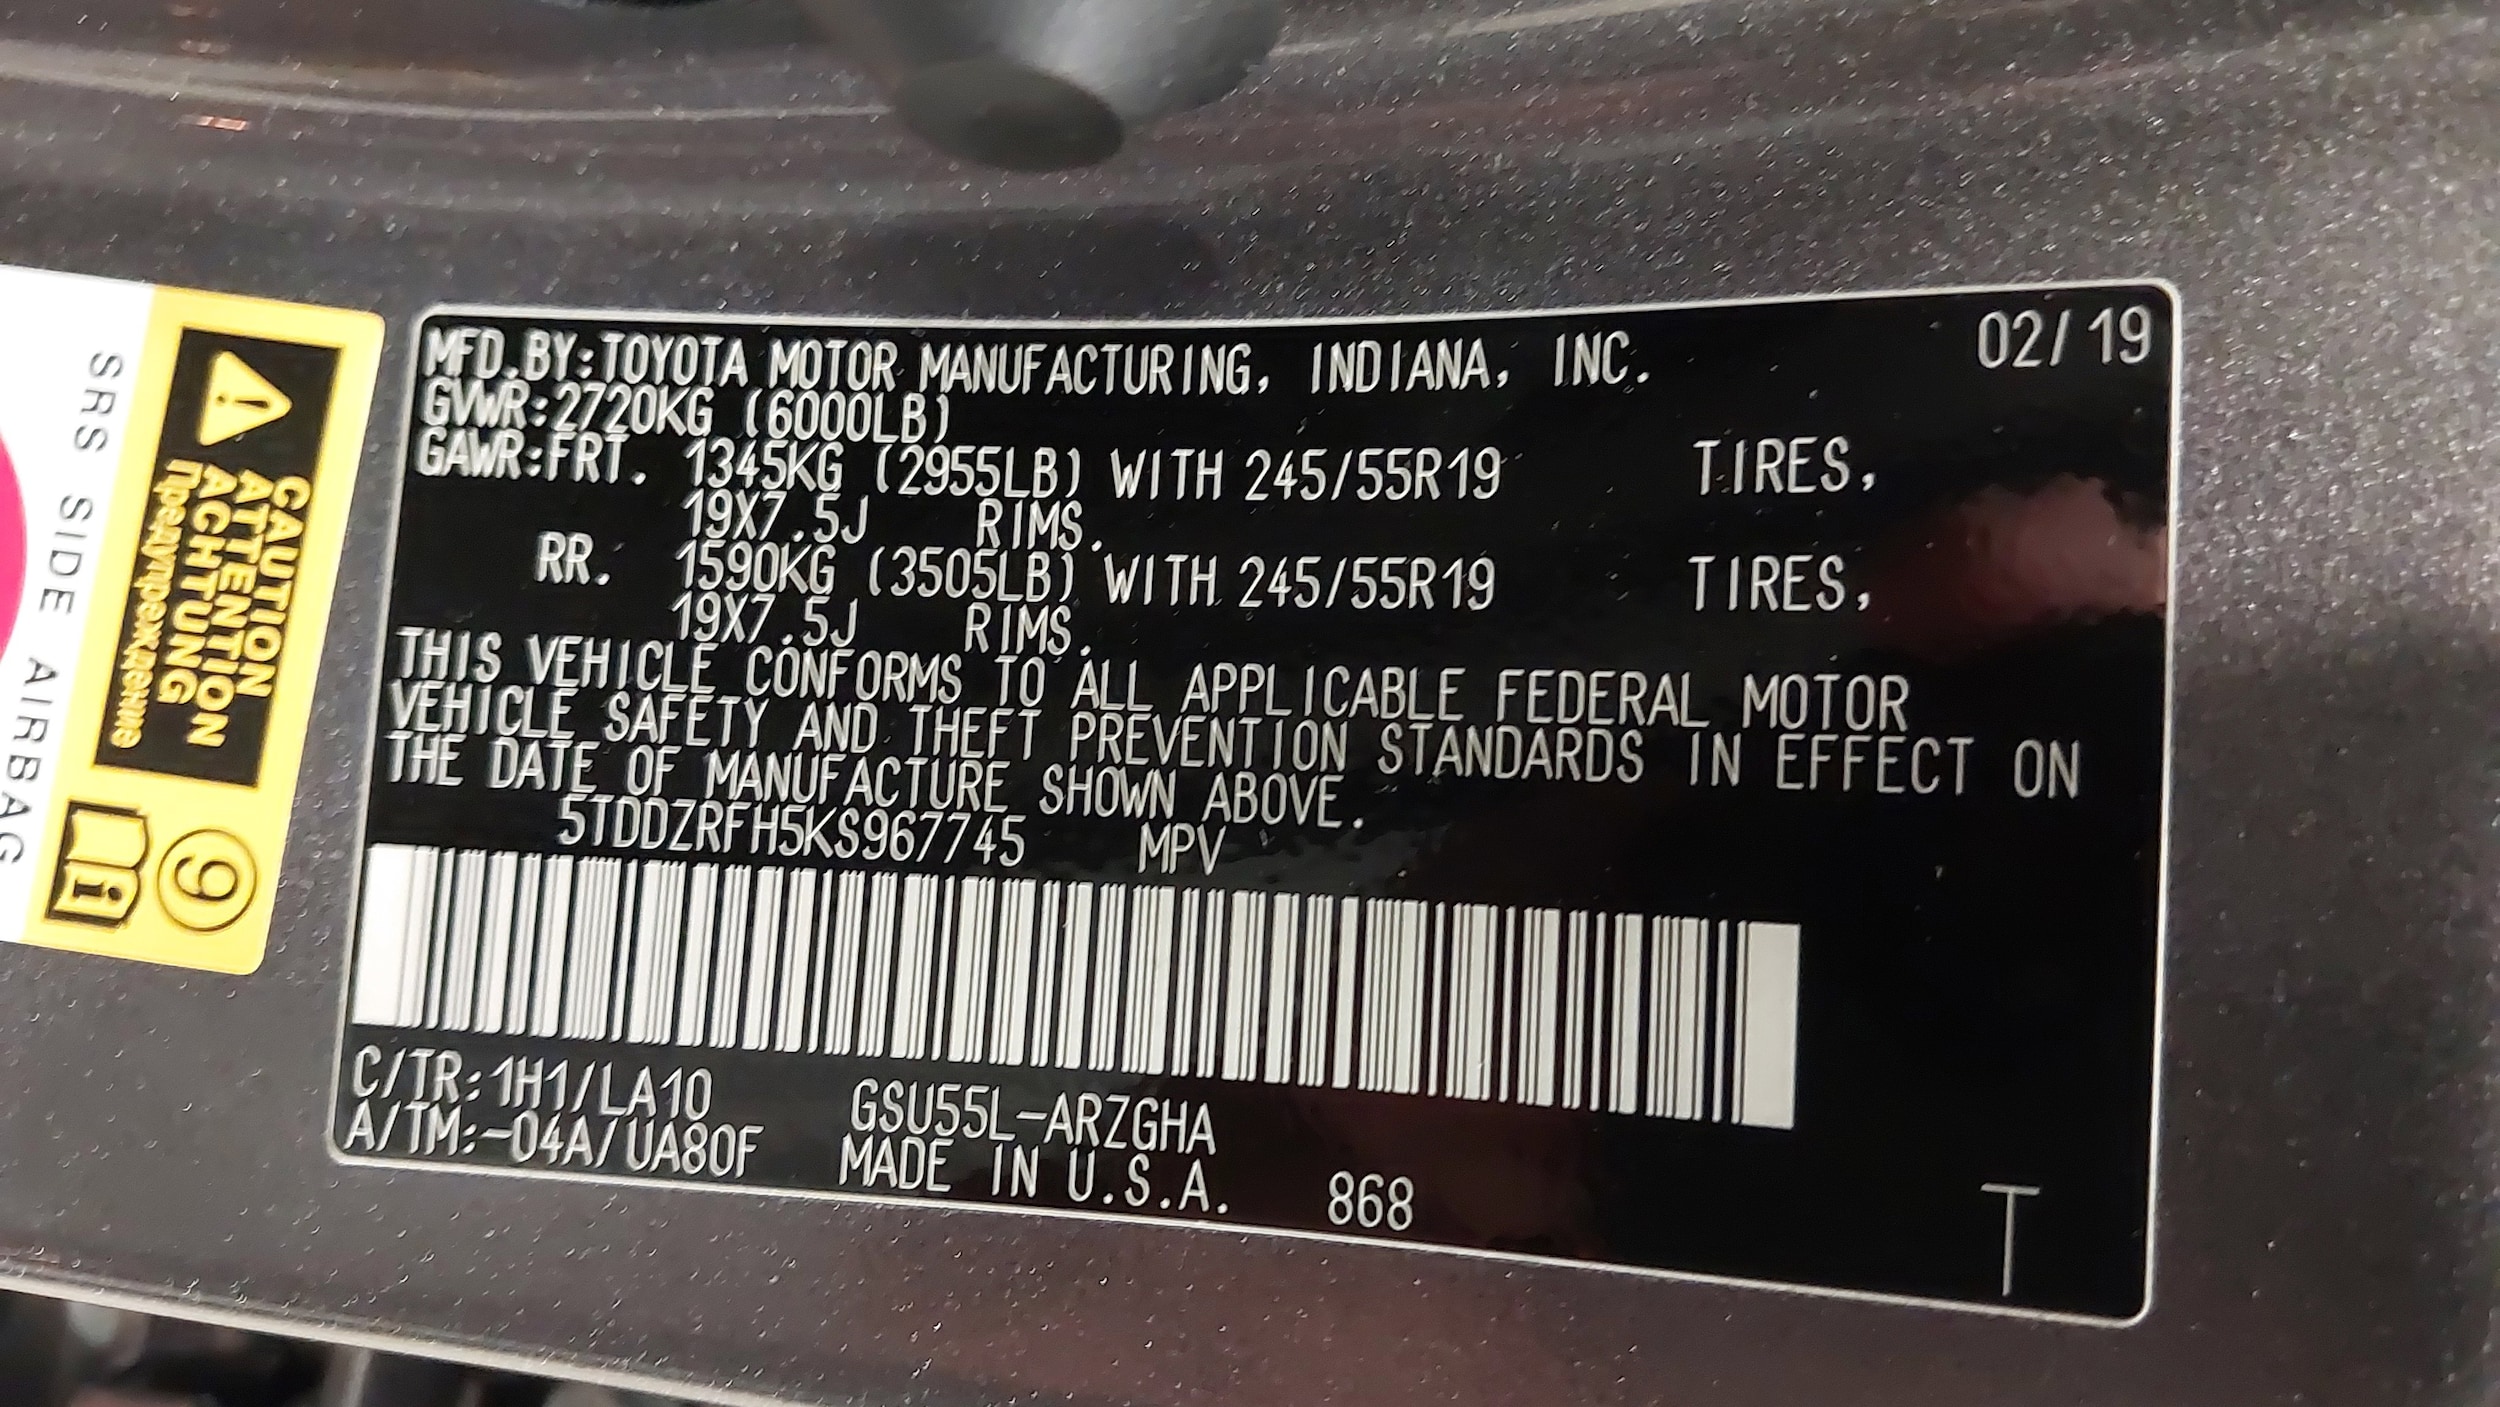 MFD.BY:TOYOTA MOTOR MANUFACTURING, INDIANA, INC. 02/19
GVWR:2720KG (6000LB)
GAWR:FRT. 1345KG (2955LB) WITH 245/55R19 TIRES,
19X7.5J RIMS.
RR. 1590KG (3505LB) WITH 245/55R19 TIRES,
19X7.5J RIMS.
THIS VEHICLE CONFORMS TO ALL APPLICABLE FEDERAL MOTOR
VEHICLE SAFETY AND THEFT PREVENTION STANDARDS IN EFFECT ON
THE DATE OF MANUFACTURE SHOWN ABOVE.
5TDDZRFH5KS967745 MPV
C/TR:1H1/LA10 GSU55L-ARZGHA
A/TM:-04A/UA80F MADE IN U.S.A. 868
T
CAUTION
ATTENTION
ACHTUNG
Предупреждение
9
SRS SIDE AIRBAG